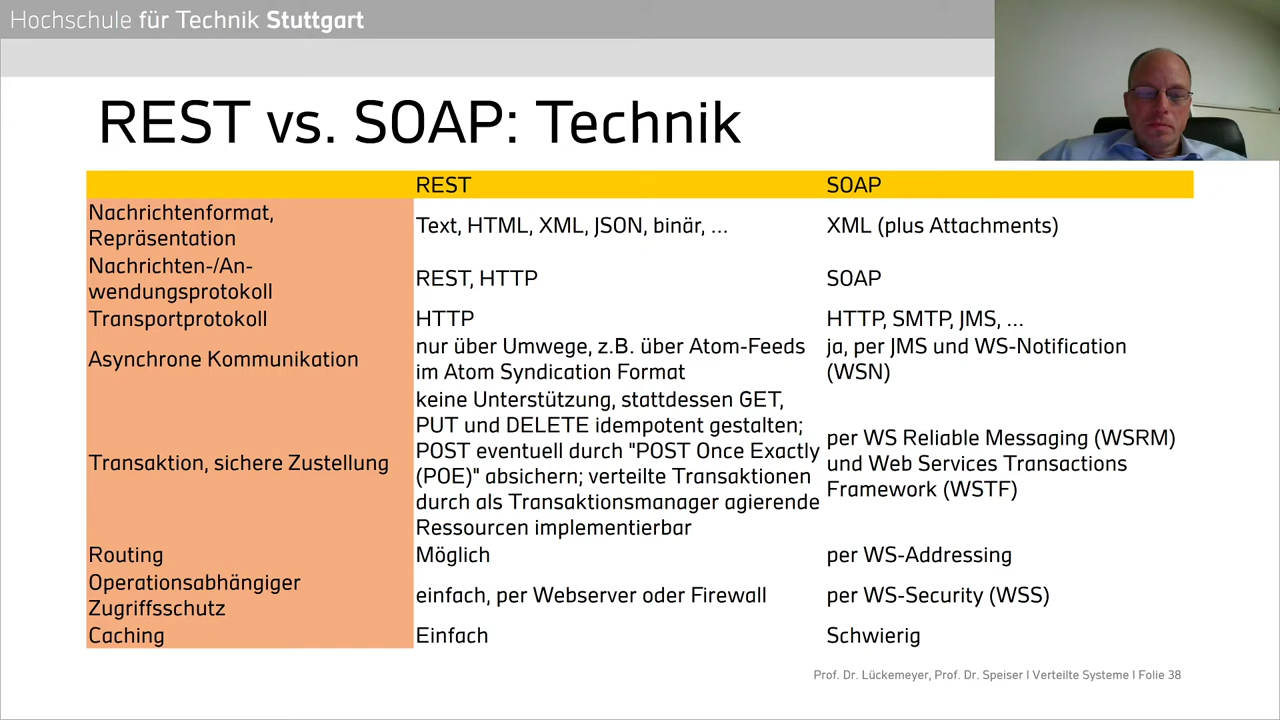 Hochschule für Technik Stuttgart
REST vs. SOAP: Technik
REST
SOAP
Nachrichtenformat,
Repräsentation
Text, HTML, XML, JSON, binär, ...
XML (plus Attachments)
Nachrichten-/An-
wendungsprotokoll
REST, HTTP
SOAP
Transportprotokoll
HTTP
HTTP, SMTP, JMS, ...
Asynchrone Kommunikation
nur über Umwege, z.B. über Atom-Feeds
im Atom Syndication Format
ja, per JMS und WS-Notification
(WSN)
Transaktion, sichere Zustellung
keine Unterstützung, stattdessen GET,
PUT und DELETE idempotent gestalten;
POST eventuell durch "POST Once Exactly
(POE)" absichern; verteilte Transaktionen
durch als Transaktionsmanager agierende
Ressourcen implementierbar
per WS Reliable Messaging (WSRM)
und Web Services Transactions
Framework (WSTF)
Routing
Möglich
per WS-Addressing
Operationsabhängiger
Zugriffsschutz
einfach, per Webserver oder Firewall
per WS-Security (WSS)
Caching
Einfach
Schwierig
Prof. Dr. Lückemeyer, Prof. Dr. Speiser I Verteilte Systeme I Folie 38